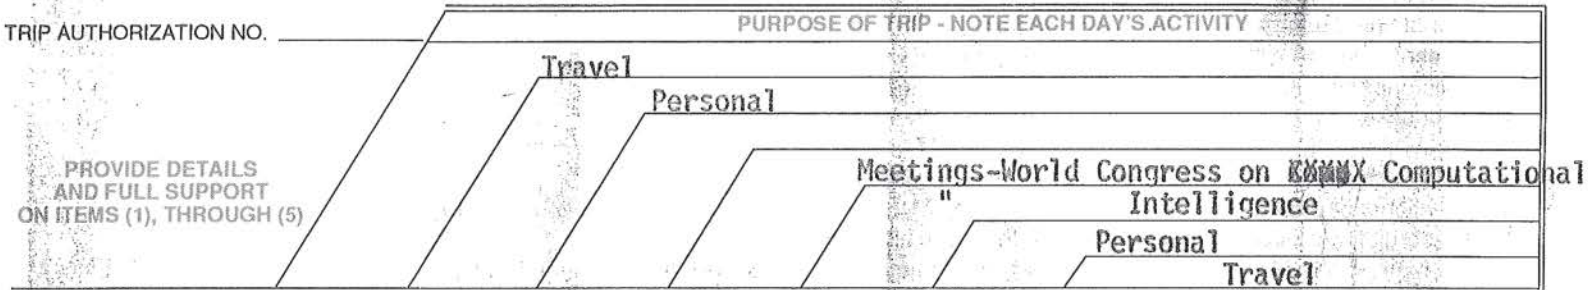 PURPOSE OF TRIP - NOTE EACH DAY'S ACTIVITY
TRIP AUTHORIZATION NO.
Travel
Personal
Meetings-World Congress on Computational
" Intelligence
PROVIDE DETAILS
AND FULL SUPPORT
ON ITEMS (1), THROUGH (5)
Personal
Travel